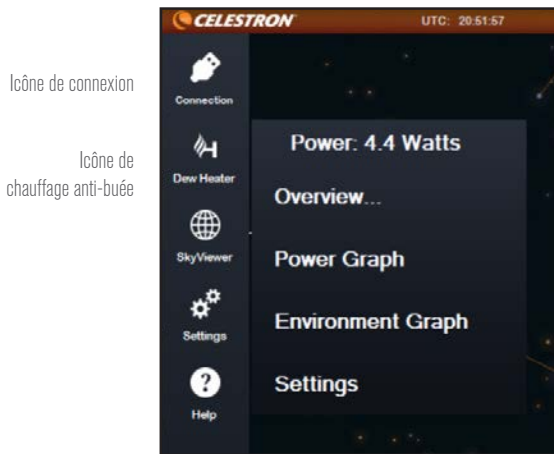 CELESTRON
UTC: 20:51:57
Icône de connexion
Connection
Icône de
chauffage anti-buée
Dew Heater
SkyViewer
Settings
Help
Power: 4.4 Watts
Overview...
Power Graph
Environment Graph
Settings